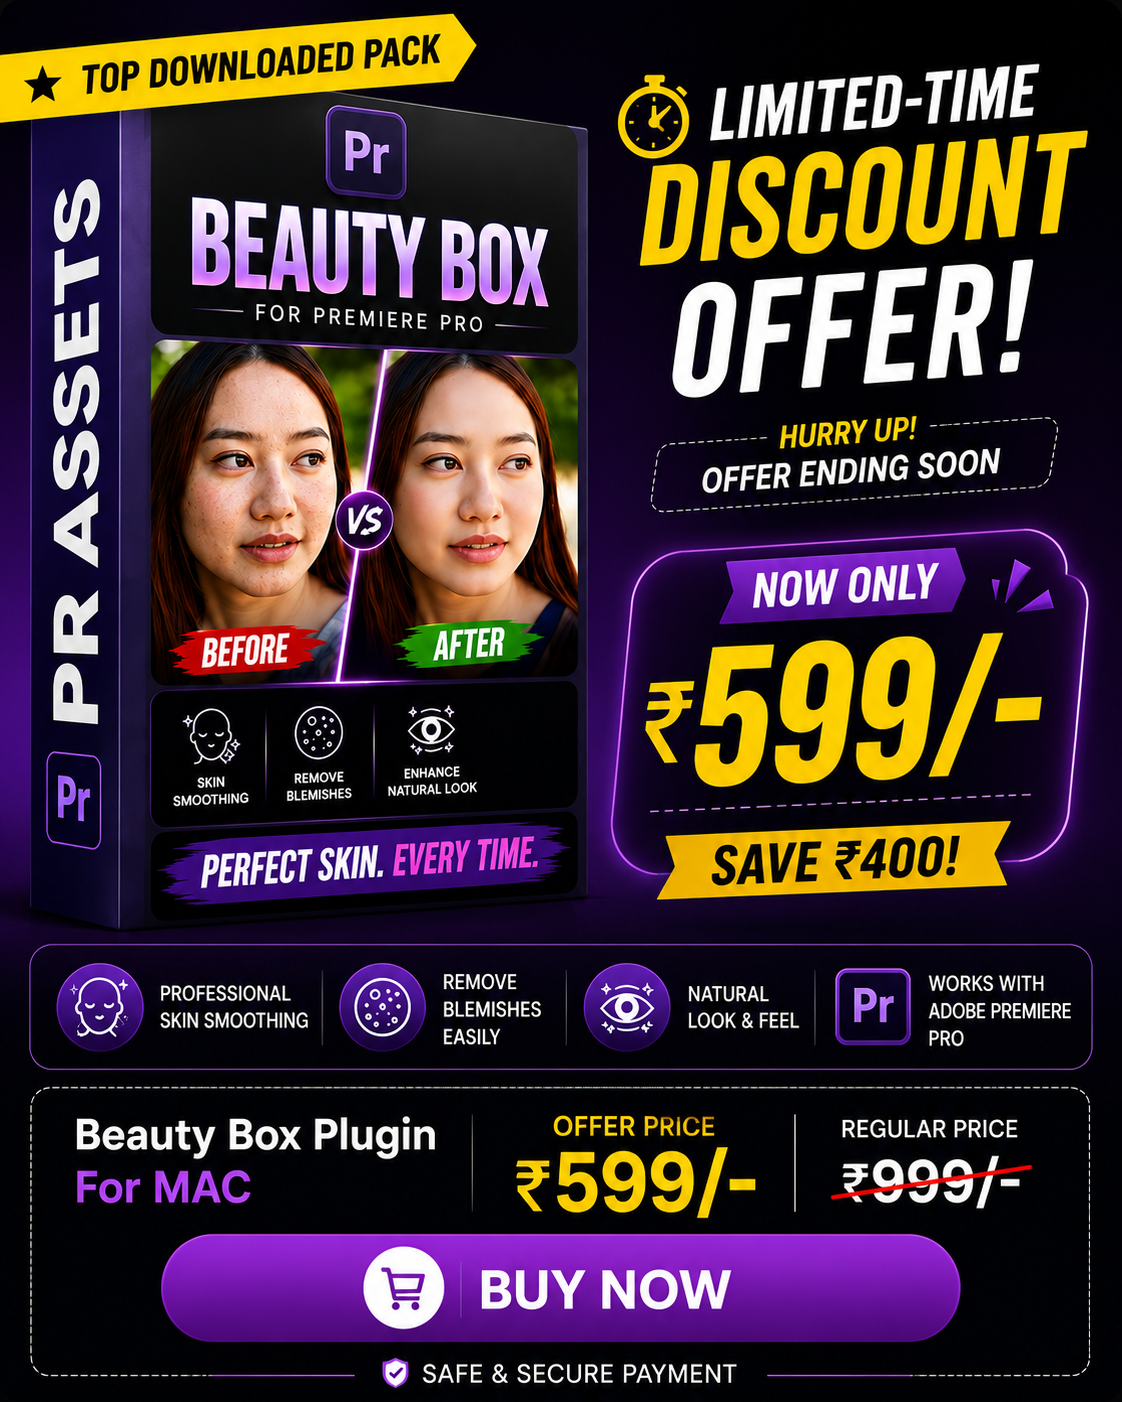 TOP DOWNLOADED PACK
PR ASSETS
Pr
Pr
BEAUTY BOX
FOR PREMIERE PRO
VS
BEFORE
AFTER
SKIN
SMOOTHING
REMOVE
BLEMISHES
ENHANCE
NATURAL LOOK
PERFECT SKIN. EVERY TIME.
LIMITED-TIME
DISCOUNT
OFFER!
HURRY UP!
OFFER ENDING SOON
NOW ONLY
₹599/-
SAVE ₹400!
PROFESSIONAL
SKIN SMOOTHING
REMOVE
BLEMISHES
EASILY
NATURAL
LOOK & FEEL
Pr
WORKS WITH
ADOBE PREMIERE
PRO
Beauty Box Plugin
For MAC
OFFER PRICE
₹599/-
REGULAR PRICE
₹999/-
BUY NOW
SAFE & SECURE PAYMENT